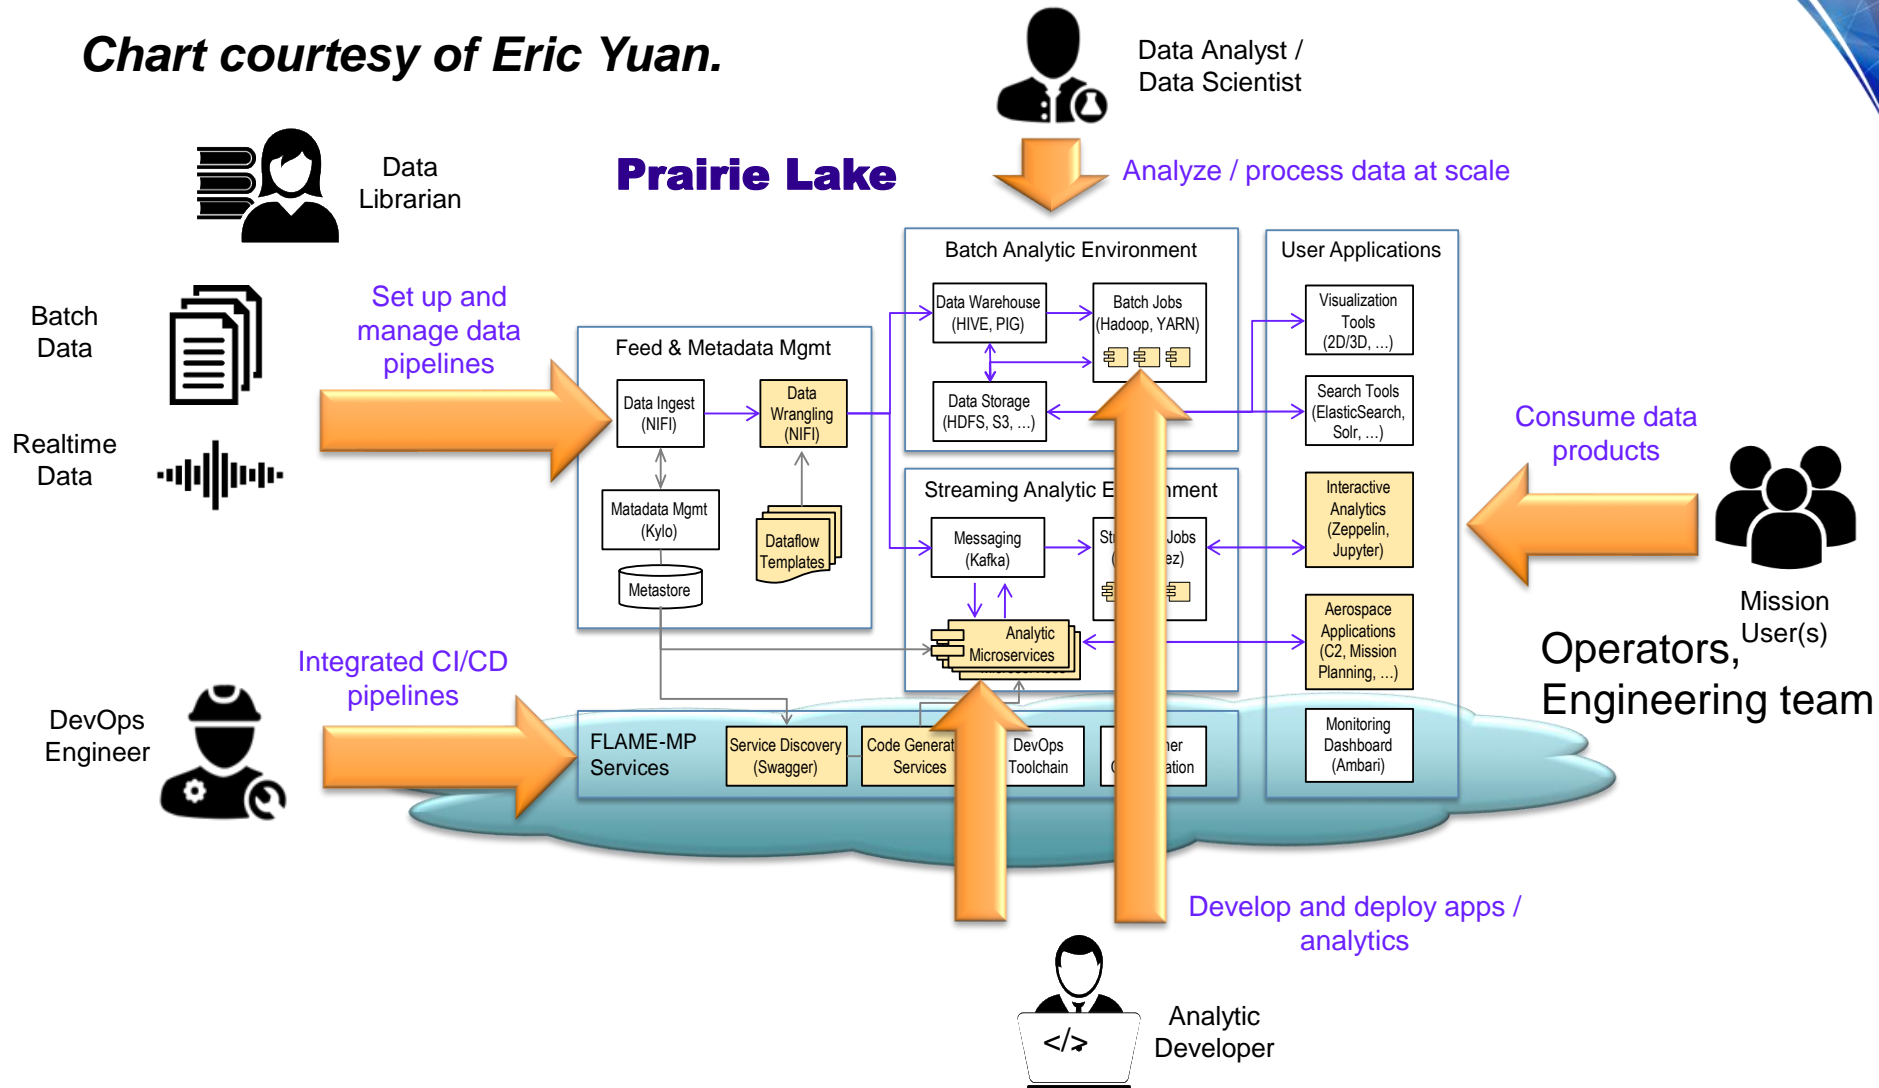 Chart courtesy of Eric Yuan.
Data Analyst /
Data Scientist
Data
Librarian
Prairie Lake
Analyze / process data at scale
Batch
Data
Realtime
Data
Set up and
manage data
pipelines
Feed & Metadata Mgmt
Data Ingest
(NIFI)
Data
Wrangling
(NIFI)
Matadata Mgmt
(Kylo)
Metastore
Dataflow
Templates
Batch Analytic Environment
Data Warehouse
(HIVE, PIG)
Batch Jobs
(Hadoop, YARN)
Data Storage
(HDFS, S3, ...)
Streaming Analytic E nment
Messaging
(Kafka)
St Jobs
( ez)
Analytic
Microservices
User Applications
Visualization
Tools
(2D/3D, ...)
Search Tools
(ElasticSearch,
Solr, ...)
Interactive
Analytics
(Zeppelin,
Jupyter)
Aerospace
Applications
(C2, Mission
Planning, ...)
Monitoring
Dashboard
(Ambari)
Consume data
products
Mission
User(s)
Operators,
Engineering team
Integrated CI/CD
pipelines
DevOps
Engineer
FLAME-MP
Services
Service Discovery
(Swagger)
Code Generat
Services
DevOps
Toolchain
ner
ation
Develop and deploy apps /
analytics
</>
Analytic
Developer